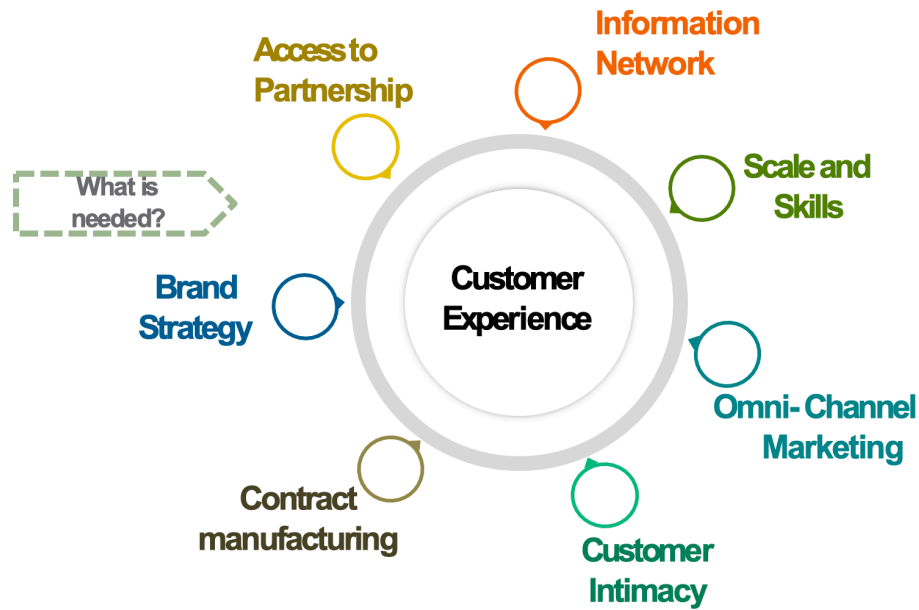 Information
Network
Access to
Partnership
Scale and
Skills
What is
needed?
Customer
Experience
Brand
Strategy
Omni- Channel
Marketing
Contract
manufacturing
Customer
Intimacy